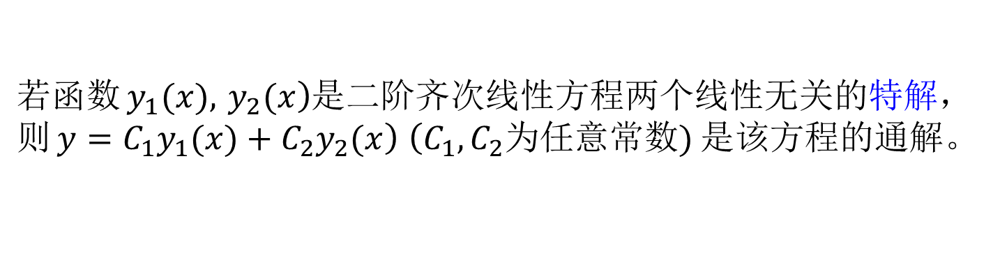 若函数 y₁(x), y₂(x)是二阶齐次线性方程两个线性无关的特解，
则 y = C₁y₁(x) + C₂y₂(x) (C₁, C₂为任意常数) 是该方程的通解。